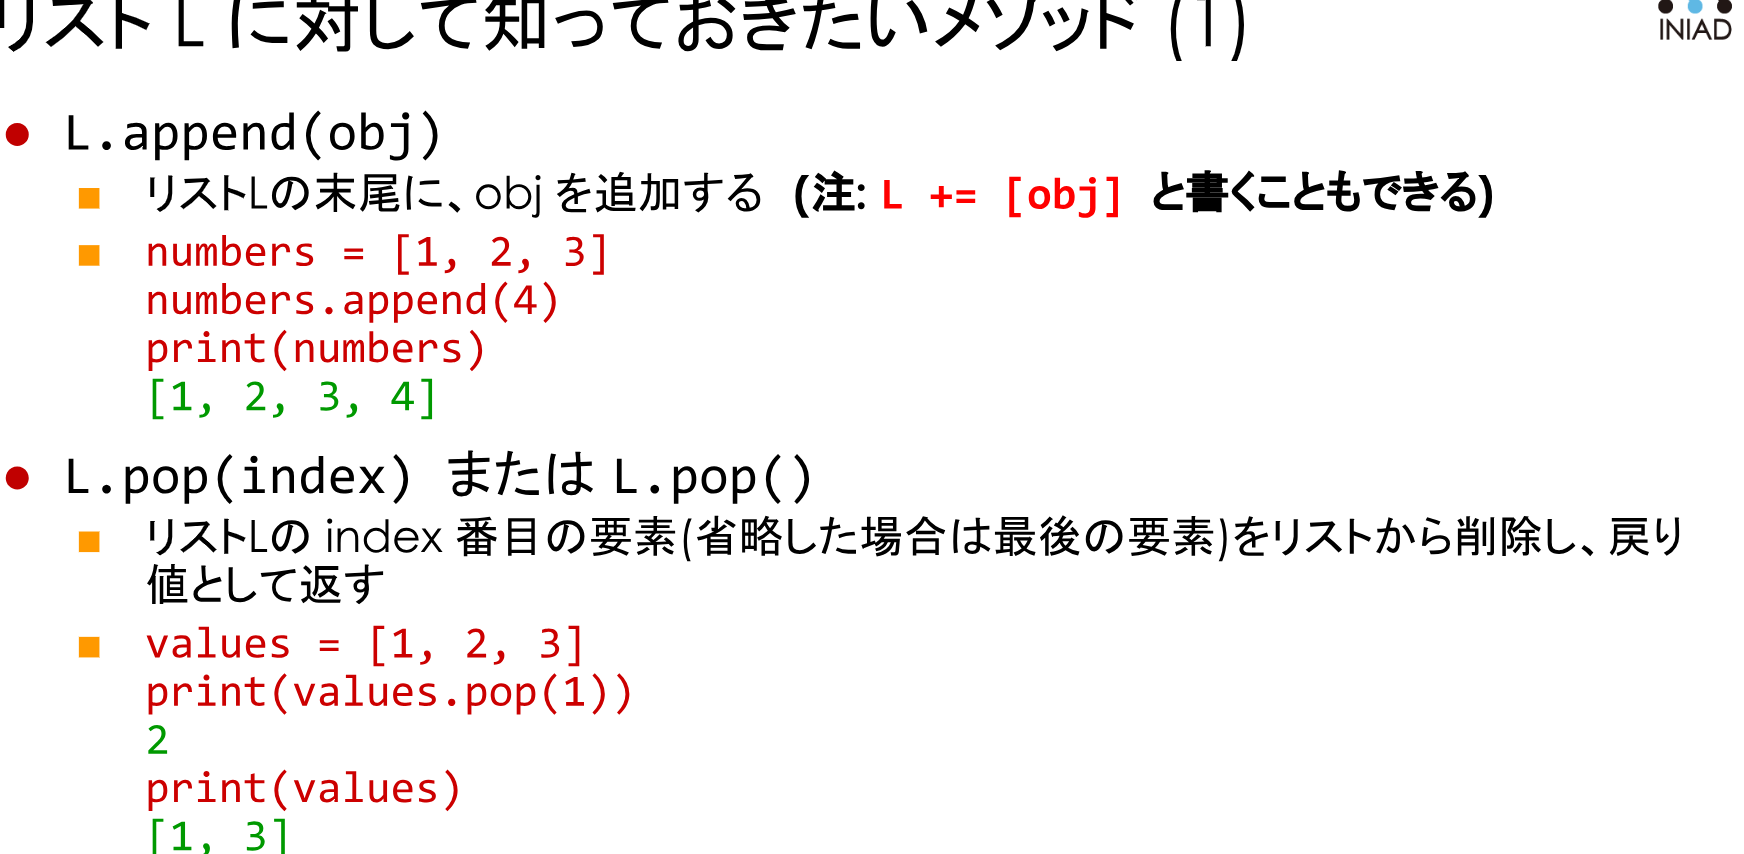 リスト L に対して知っておきたいメソッド (1)
INIAD
● L.append(obj)
■ リストLの末尾に、obj を追加する (注: L += [obj] と書くこともできる)
■ numbers = [1, 2, 3]
numbers.append(4)
print(numbers)
[1, 2, 3, 4]
● L.pop(index) または L.pop()
■ リストLの index 番目の要素(省略した場合は最後の要素)をリストから削除し、戻り
値として返す
■ values = [1, 2, 3]
print(values.pop(1))
2
print(values)
[1, 3]